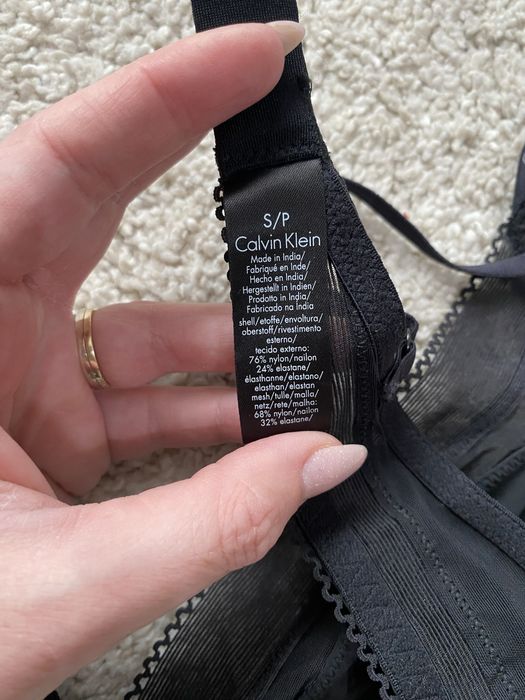 S/P
Calvin Klein
Made in India/
Fabriqué en Inde/
Hecho en India/
Hergestellt in Indien/
Prodotto in India/
Fabricado na India
shell/etoffe/envoltura/
oberstoff/rivestimento
esterno/
tecido externo:
76% nylon/nailon
24% elastane/
élasthanne/elastano/
elasthan/elastan
mesh/tulle/malla/
netz/rete/malha:
68% nylon/nailon
32% elastane/